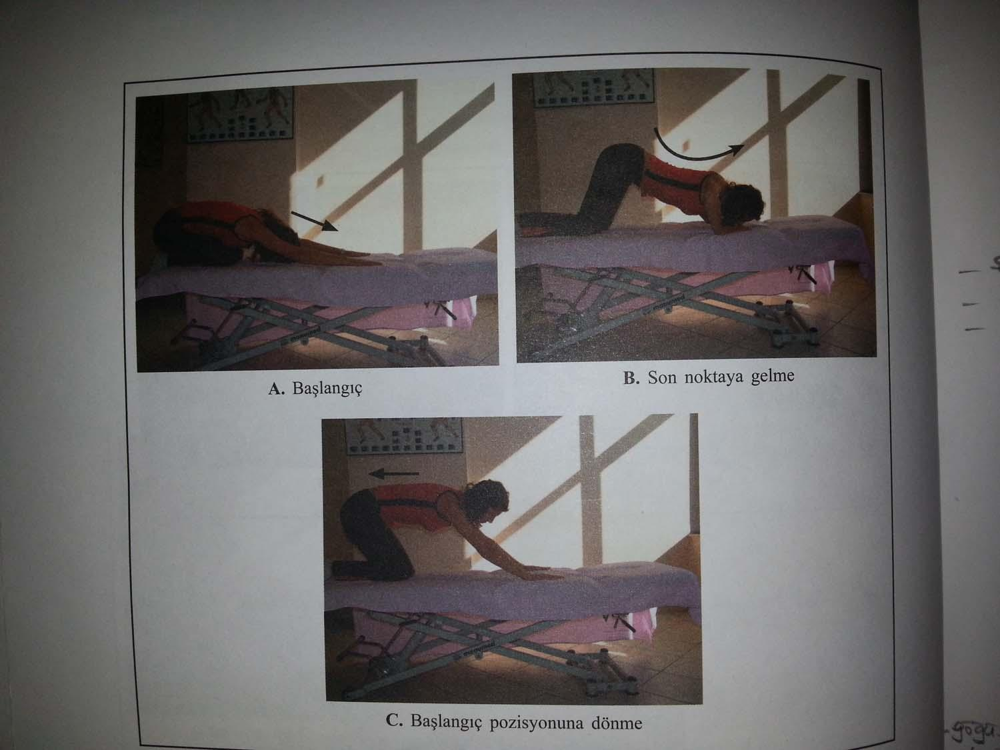 A. Başlangıç
B. Son noktaya gelme
C. Başlangıç pozisyonuna dönme